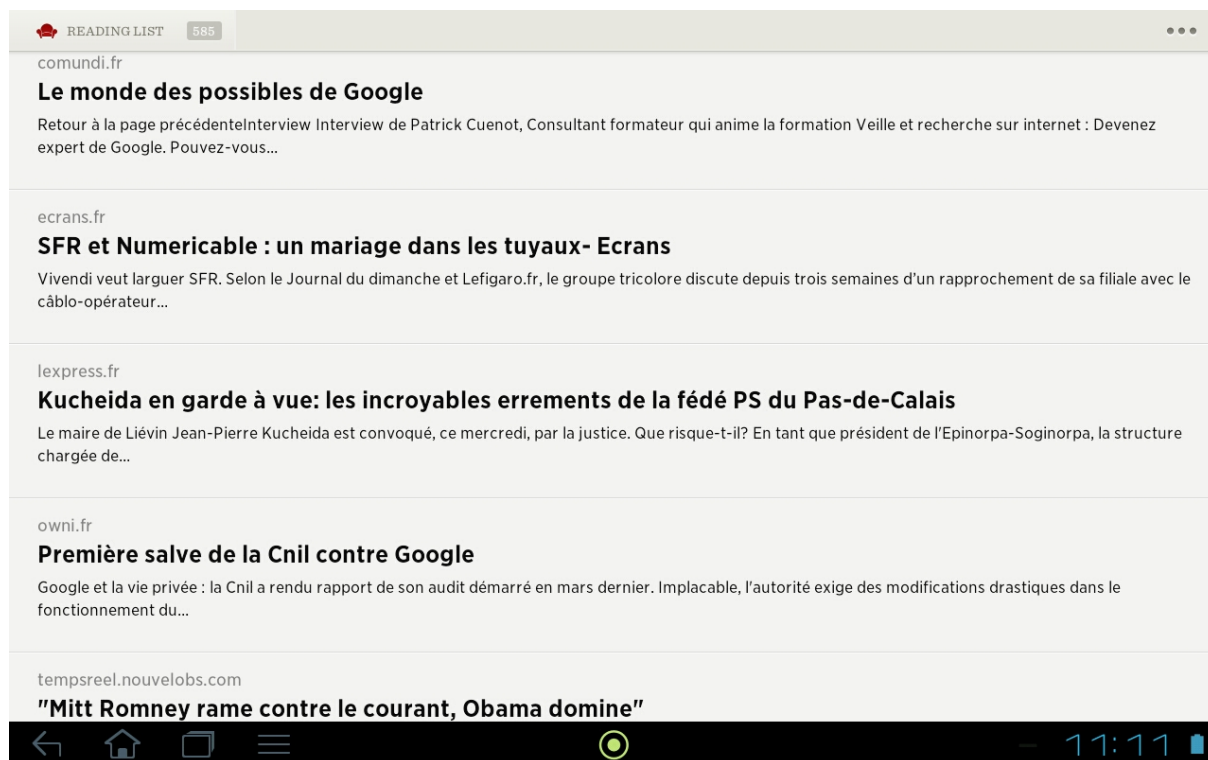 READING LIST 585
comundi.fr
Le monde des possibles de Google
Retour à la page précédenteInterview Interview de Patrick Cuenot, Consultant formateur qui anime la formation Veille et recherche sur internet : Devenez
expert de Google. Pouvez-vous...
ecrans.fr
SFR et Numericable : un mariage dans les tuyaux- Ecrans
Vivendi veut larguer SFR. Selon le Journal du dimanche et Lefigaro.fr, le groupe tricolore discute depuis trois semaines d'un rapprochement de sa filiale avec le
câblo-opérateur...
lexpress.fr
Kucheida en garde à vue: les incroyables errements de la fédé PS du Pas-de-Calais
Le maire de Liévin Jean-Pierre Kucheida est convoqué, ce mercredi, par la justice. Que risque-t-il? En tant que président de l'Epinorpa-Soginorpa, la structure
chargée de...
owni.fr
Première salve de la Cnil contre Google
Google et la vie privée : la Cnil a rendu rapport de son audit démarré en mars dernier. Implacable, l'autorité exige des modifications drastiques dans le
fonctionnement du...
tempsreel.nouvelobs.com
"Mitt Romney rame contre le courant, Obama domine"
11:11